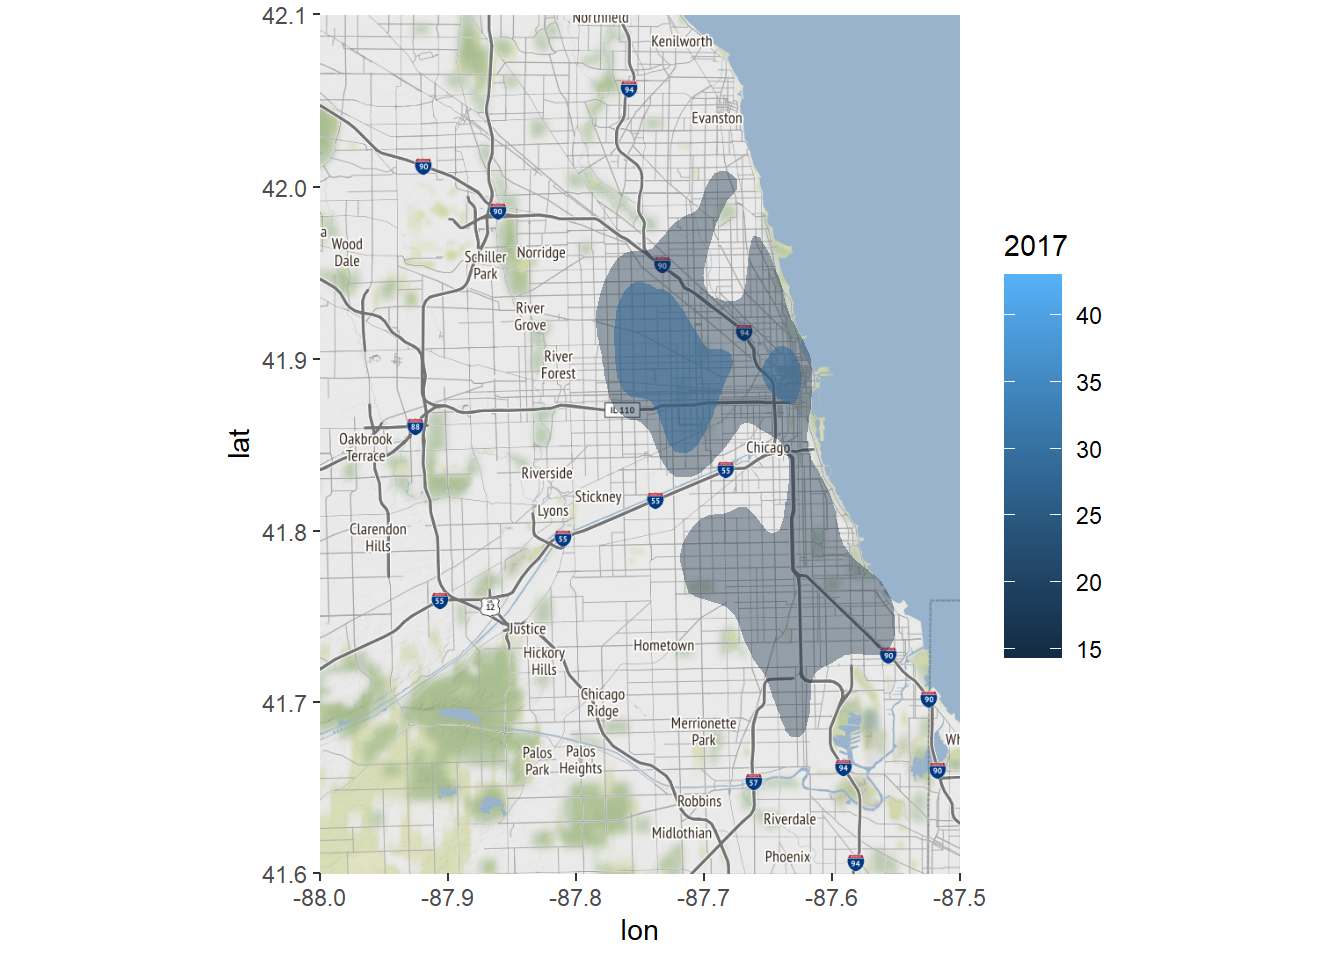 42.1
42.0
41.9
41.8
41.7
41.6
lat
-88.0
-87.9
-87.8
-87.7
-87.6
-87.5
lon
Northfield
Kenilworth
94
Evanston
90
90
a
Wood
Dale
Schiller
Park
Norridge
90
River
Grove
94
River
Forest
IL 110
88
Oakbrook
Terrace
Chicago
55
Riverside
Stickney
55
Lyons
Clarendon
Hills
55
55
12
Justice
Hickory
Hills
Hometown
90
Chicago
Ridge
90
Merrionette
Park
Wh
Palos
Park
Palos
Heights
94
90
57
Robbins
Riverdale
Midlothian
Phoenix
94
2017
40
35
30
25
20
15